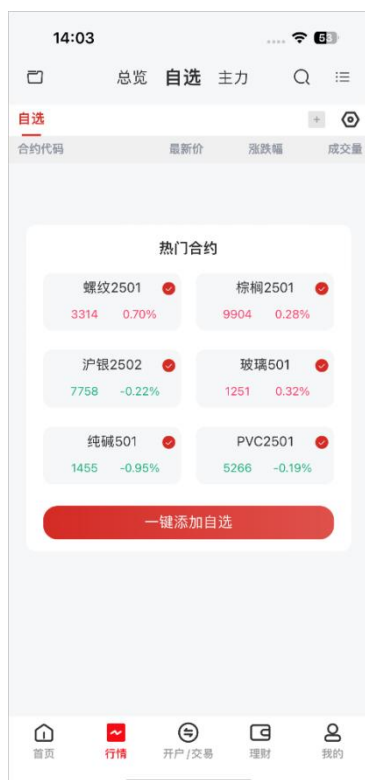 14:03 53
总览 自选 主力
自选
合约代码 最新价 涨跌幅 成交量
热门合约
螺纹2501 棕榈2501
3314 0.70% 9904 0.28%
沪银2502 玻璃501
7758 -0.22% 1251 0.32%
纯碱501 PVC2501
1455 -0.95% 5266 -0.19%
一键添加自选
首页 行情 开户/交易 理财 我的